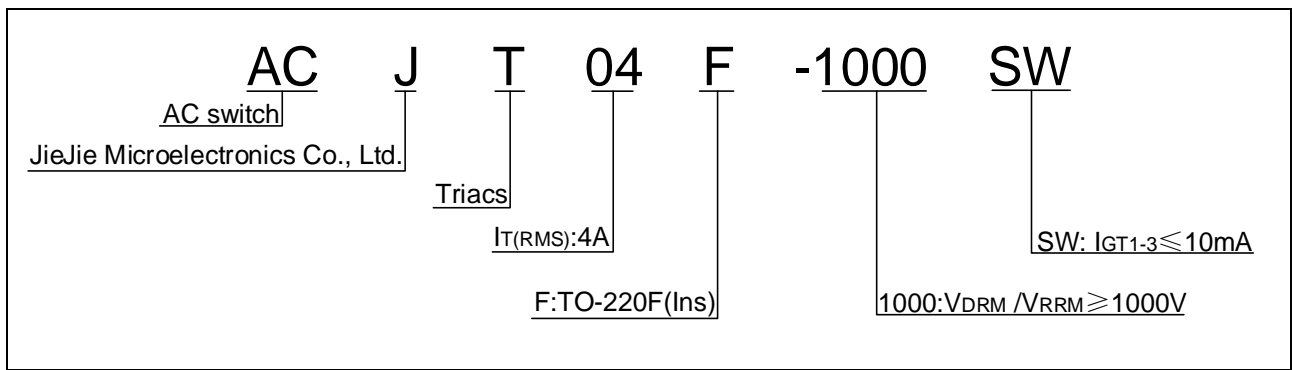 AC J T 04 F -1000 SW
AC switch
JieJie Microelectronics Co., Ltd.
Triacs
IT(RMS):4A
SW: IGT1-3≤10mA
F:TO-220F(Ins)
1000:VDRM /VRRM≥1000V